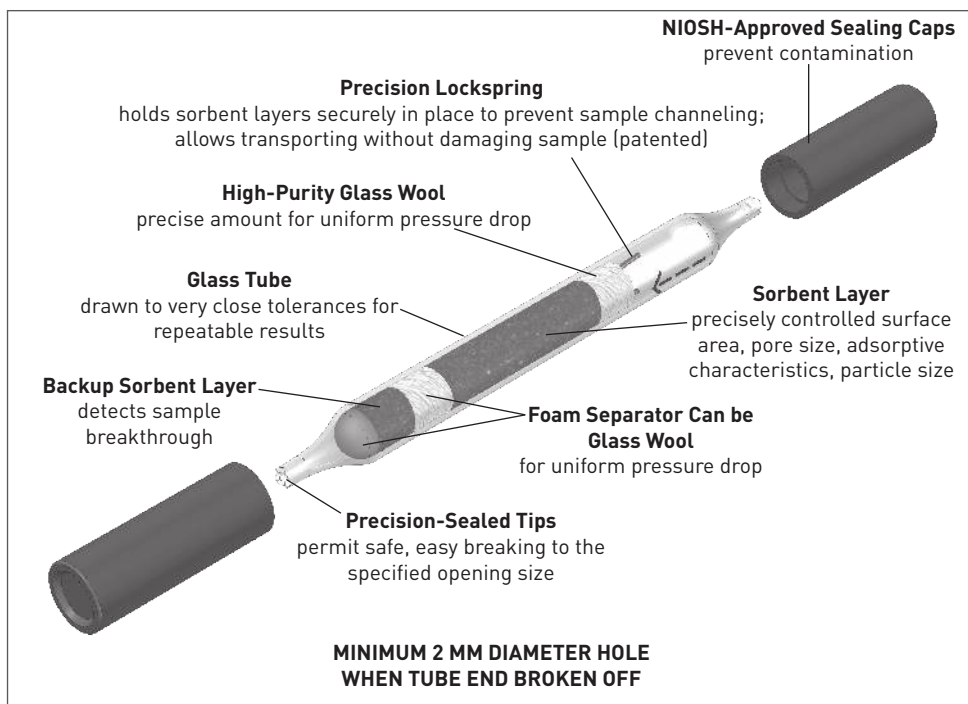 NIOSH-Approved Sealing Caps
prevent contamination
Precision Lockspring
holds sorbent layers securely in place to prevent sample channeling;
allows transporting without damaging sample (patented)
High-Purity Glass Wool
precise amount for uniform pressure drop
Glass Tube
drawn to very close tolerances for
repeatable results
Sorbent Layer
precisely controlled surface
area, pore size, adsorptive
characteristics, particle size
Backup Sorbent Layer
detects sample
breakthrough
Foam Separator Can be
Glass Wool
for uniform pressure drop
Precision-Sealed Tips
permit safe, easy breaking to the
specified opening size
MINIMUM 2 MM DIAMETER HOLE
WHEN TUBE END BROKEN OFF